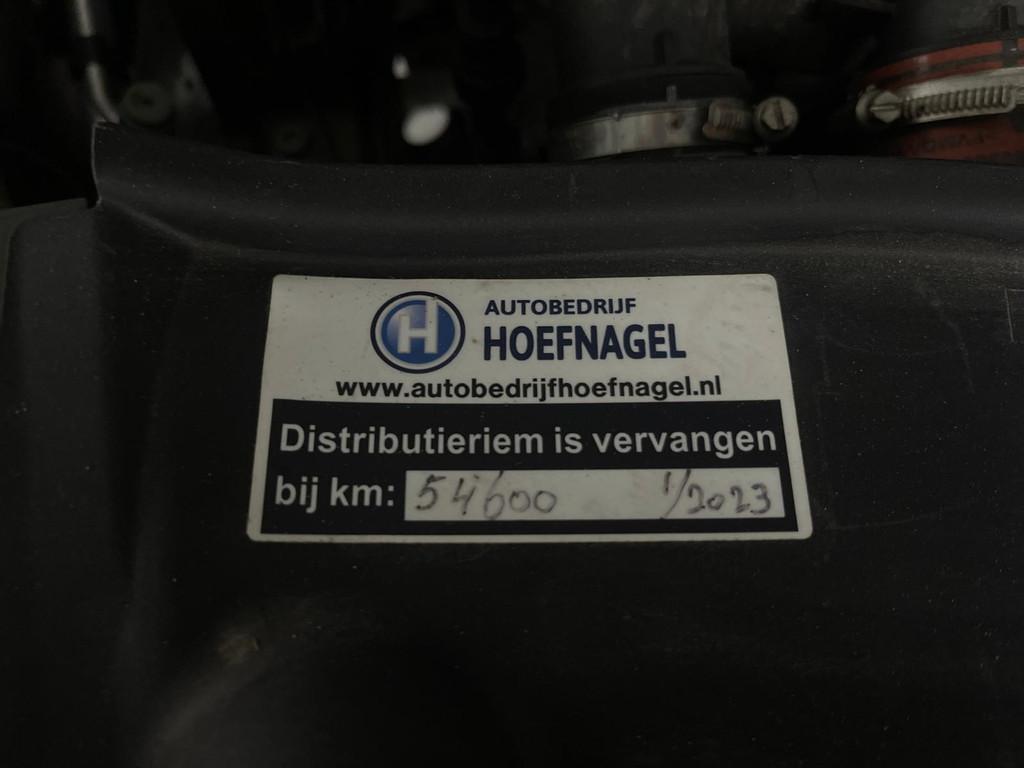 H
AUTOBEDRIJF
HOEFNAGEL
www.autobedrijfhoefnagel.nl
Distributieriem is vervangen
bij km: 54600 1/2023